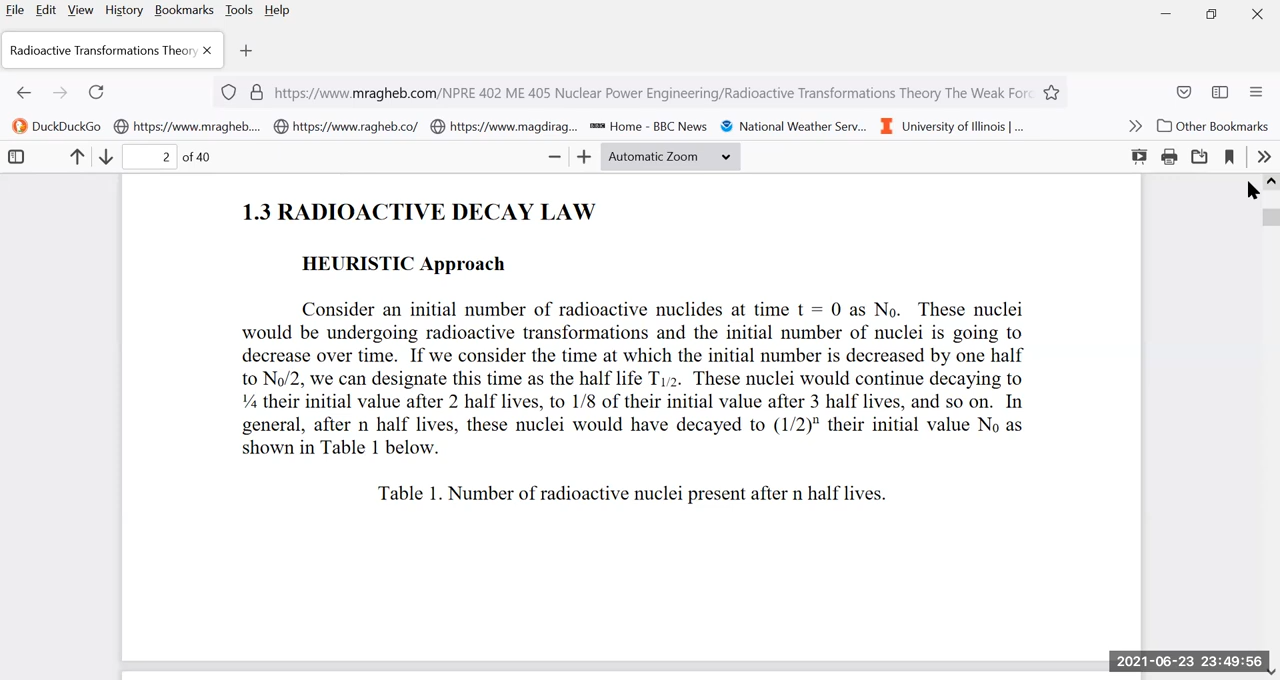 File Edit View History Bookmarks Tools Help
Radioactive Transformations Theory
https://www.mragheb.com/NPRE 402 ME 405 Nuclear Power Engineering/Radioactive Transformations Theory The Weak Forc
DuckDuckGo https://www.mragheb.... https://www.ragheb.co/ https://www.magdirag... BBC Home - BBC News National Weather Serv... University of Illinois | ... Other Bookmarks
2 of 40 Automatic Zoom
1.3 RADIOACTIVE DECAY LAW
HEURISTIC Approach
Consider an initial number of radioactive nuclides at time t = 0 as N₀. These nuclei
would be undergoing radioactive transformations and the initial number of nuclei is going to
decrease over time. If we consider the time at which the initial number is decreased by one half
to N₀/2, we can designate this time as the half life T₁/₂. These nuclei would continue decaying to
¼ their initial value after 2 half lives, to 1/8 of their initial value after 3 half lives, and so on. In
general, after n half lives, these nuclei would have decayed to (1/2)ⁿ their initial value N₀ as
shown in Table 1 below.
Table 1. Number of radioactive nuclei present after n half lives.
2021-06-23 23:49:56